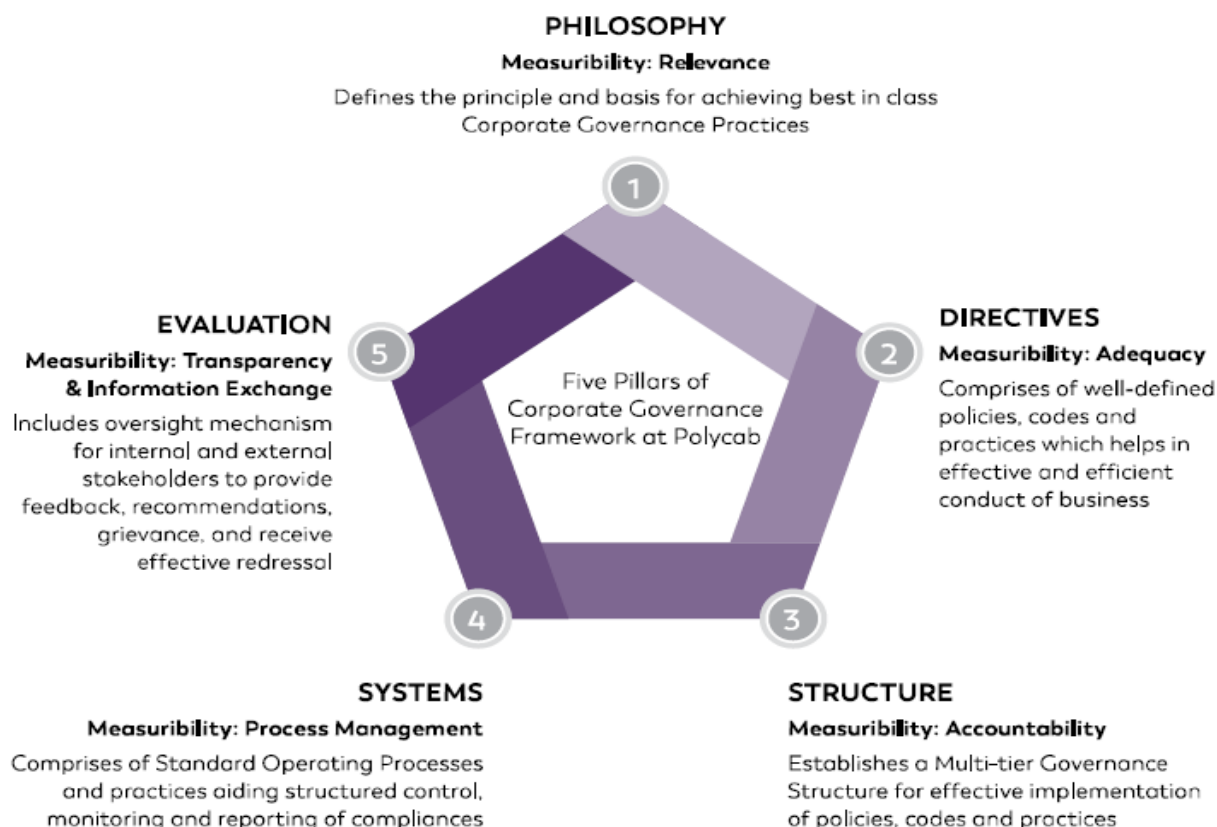 PHILOSOPHY
Measuribility: Relevance
Defines the principle and basis for achieving best in class
Corporate Governance Practices
1
DIRECTIVES
Measuribility: Adequacy
Comprises of well-defined
policies, codes and
practices which helps in
effective and efficient
conduct of business
2
Five Pillars of
Corporate Governance
Framework at Polycab
EVALUATION
Measuribility: Transparency
& Information Exchange
Includes oversight mechanism
for internal and external
stakeholders to provide
feedback, recommendations,
grievance, and receive
effective redressal
5
4
3
SYSTEMS
Measuribility: Process Management
Comprises of Standard Operating Processes
and practices aiding structured control,
monitoring and reporting of compliances
STRUCTURE
Measuribility: Accountability
Establishes a Multi-tier Governance
Structure for effective implementation
of policies, codes and practices